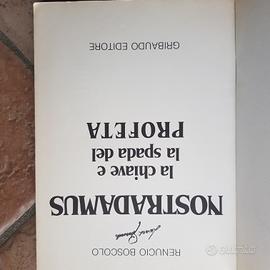 RENUCIO BOSCOLO
NOSTRADAMUS
la chiave e
la spada del
PROFETA
GRIBAUDO EDITORE